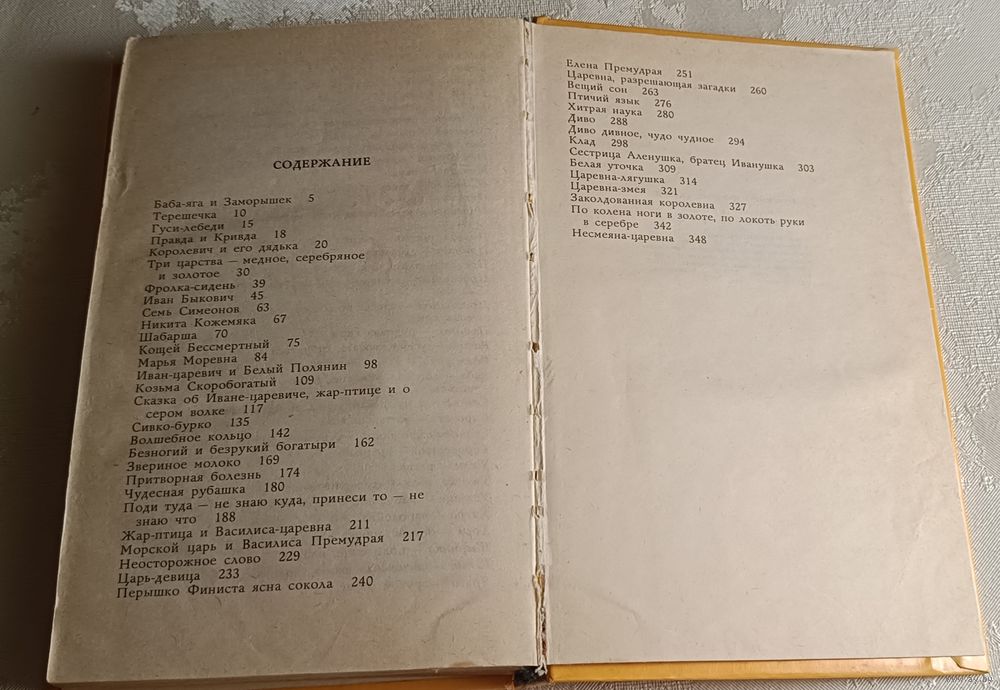 СОДЕРЖАНИЕ
Баба-яга и Заморышек 5
Терешечка 10
Гуси-лебеди 15
Правда и Кривда 18
Королевич и его дядька 20
Три царства — медное, серебряное
и золотое 30
Фролка-сидень 39
Иван Быкович 45
Семь Симеонов 63
Никита Кожемяка 67
Шабарша 70
Кощей Бессмертный 75
Марья Моревна 84
Иван-царевич и Белый Полянин 98
Козьма Скоробогатый 109
Сказка об Иване-царевиче, жар-птице и о
сером волке 117
Сивко-бурко 135
Волшебное кольцо 142
Безногий и безрукий богатыри 162
Звериное молоко 169
Притворная болезнь 174
Чудесная рубашка 180
Поди туда — не знаю куда, принеси то — не
знаю что 188
Жар-птица и Василиса-царевна 211
Морской царь и Василиса Премудрая 217
Неосторожное слово 229
Царь-девица 233
Перышко Финиста ясна сокола 240
Елена Премудрая 251
Царевна, разрешающая загадки 260
Вещий сон 263
Птичий язык 276
Хитрая наука 280
Диво 288
Диво дивное, чудо чудное 294
Клад 298
Сестрица Аленушка, братец Иванушка 303
Белая уточка 309
Царевна-лягушка 314
Царевна-змея 321
Заколдованная королевна 327
По колена ноги в золоте, по локоть руки
в серебре 342
Несмеяна-царевна 348